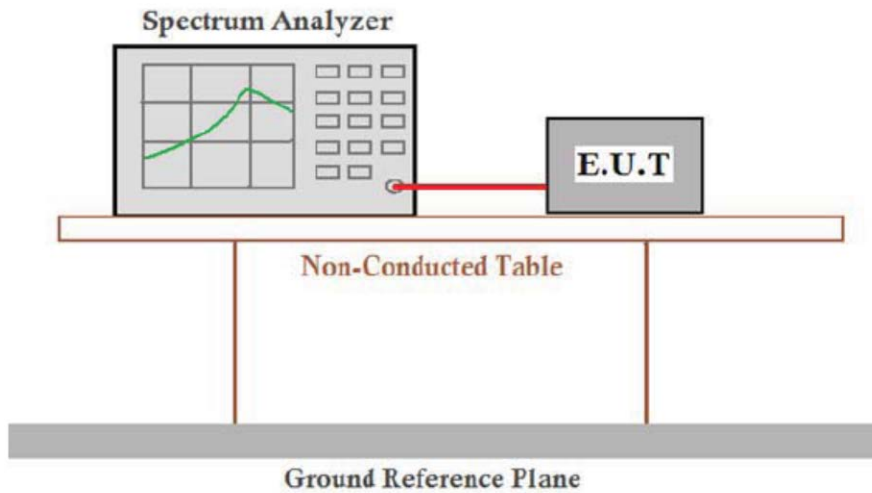 Spectrum Analyzer
E.U.T
Non-Conducted Table
Ground Reference Plane